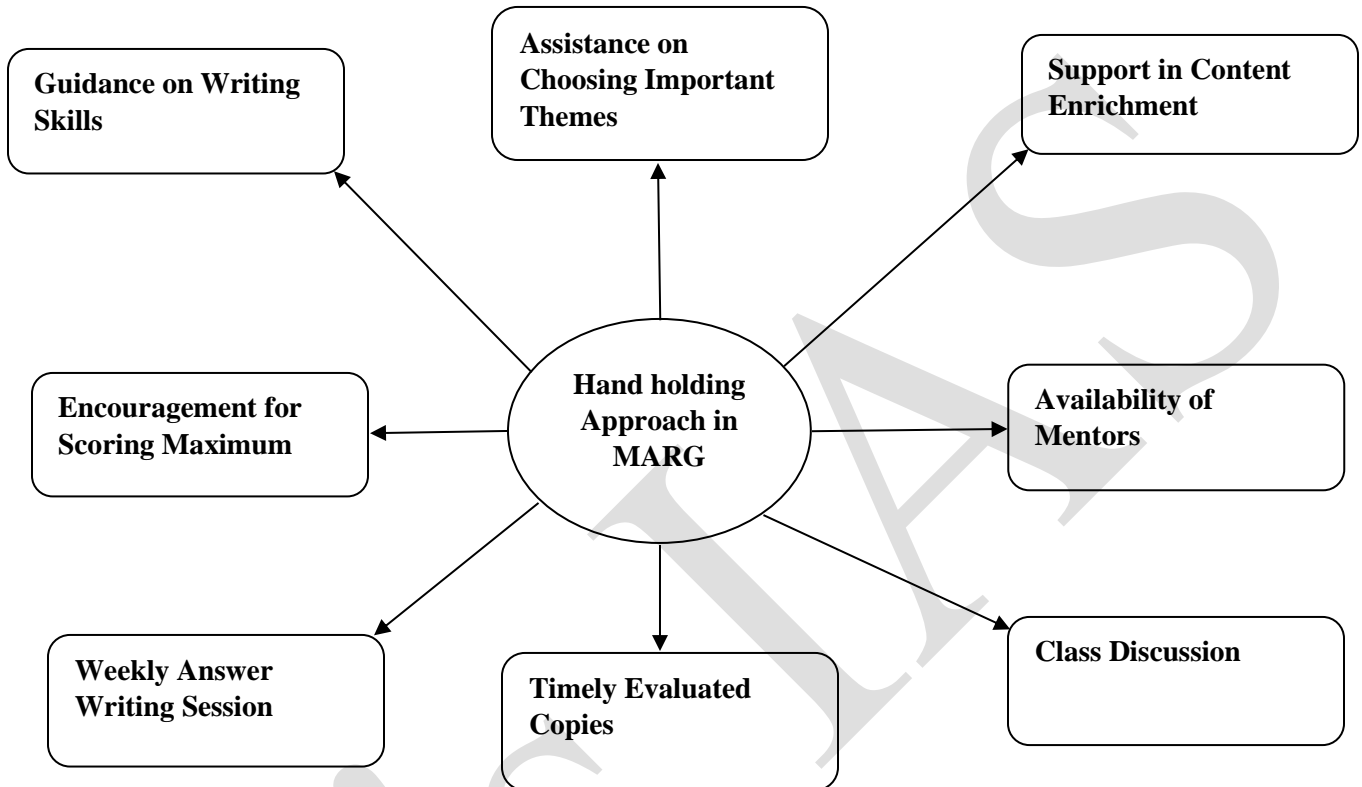 Assistance on
Choosing Important
Themes
Guidance on Writing
Skills
Support in Content
Enrichment
Hand holding
Approach in
MARG
Encouragement for
Scoring Maximum
Availability of
Mentors
Weekly Answer
Writing Session
Timely Evaluated
Copies
Class Discussion
IAS